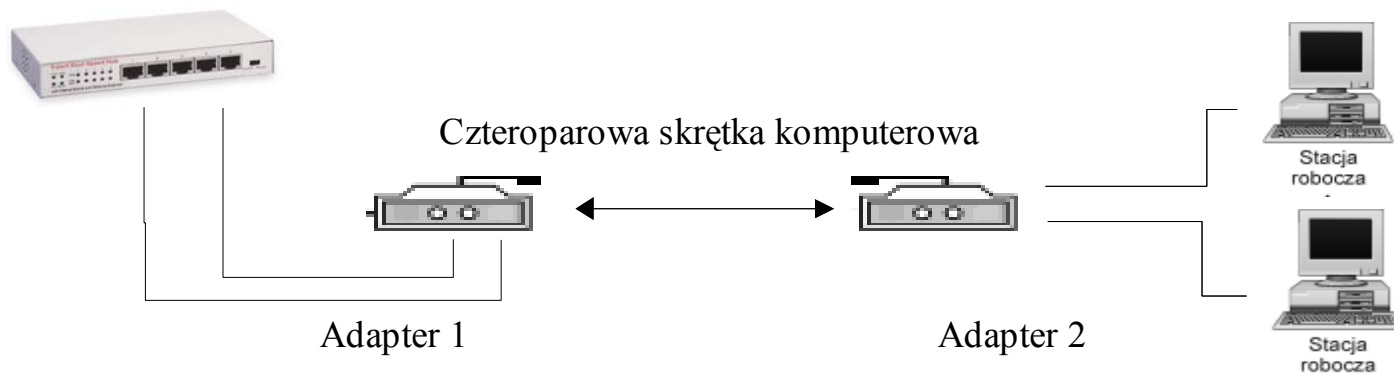 Czteroparowa skrętka komputerowa
Stacja
robocza
Adapter 1
Adapter 2
Stacja
robocza